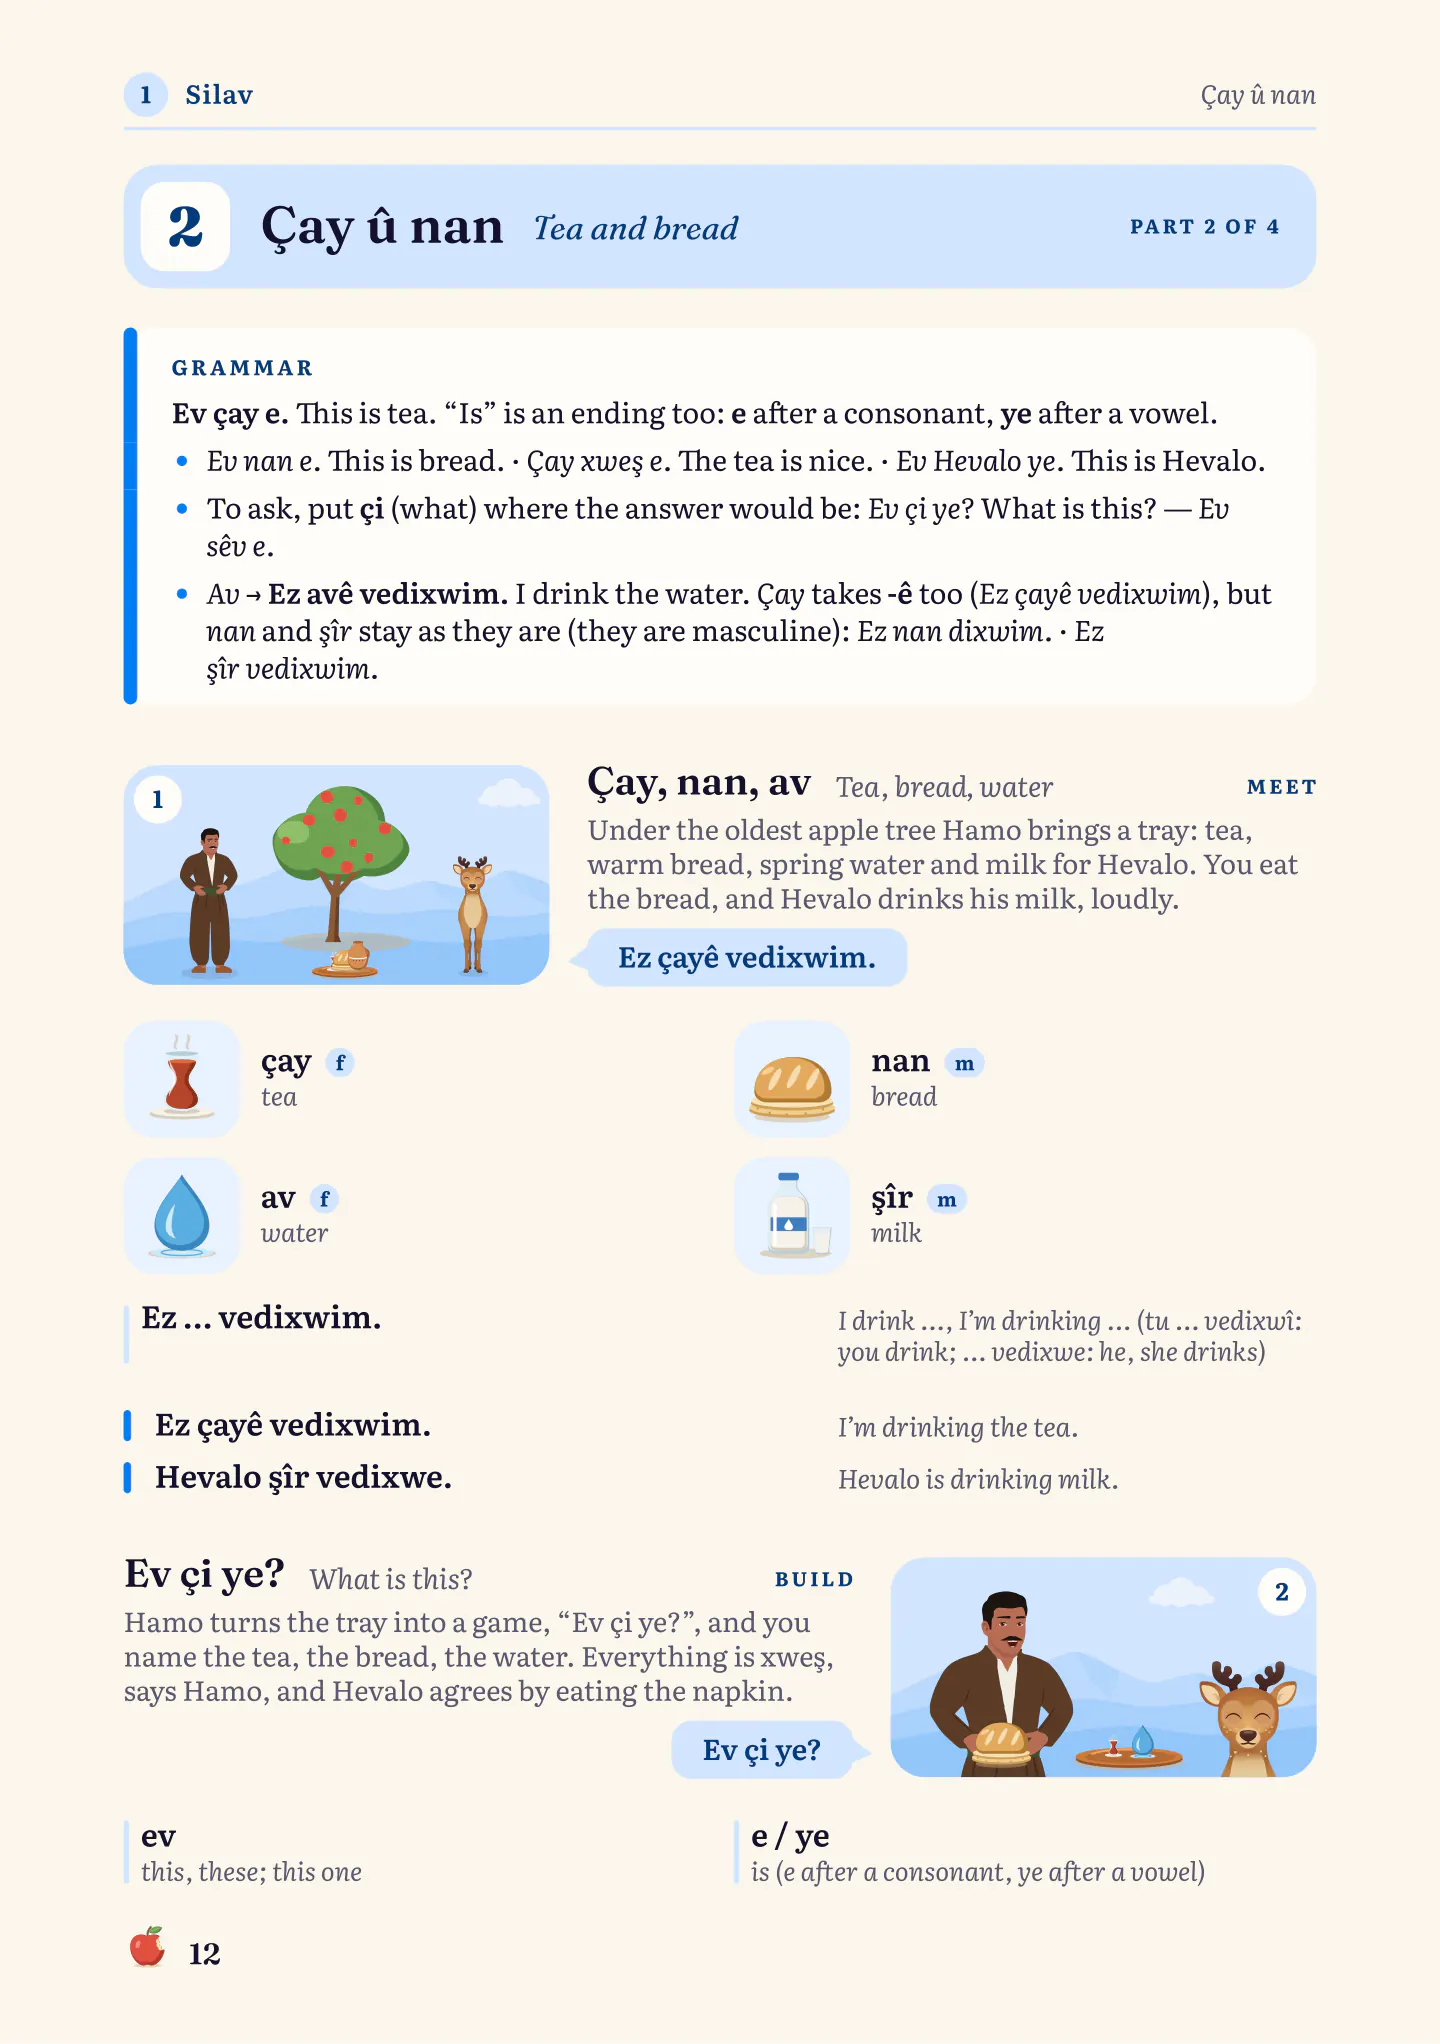 1 Silav
Çay û nan
2 Çay û nan Tea and bread PART 2 OF 4
GRAMMAR
Ev çay e. This is tea. “Is” is an ending too: e after a consonant, ye after a vowel.
• Ev nan e. This is bread. · Çay xweş e. The tea is nice. · Ev Hevalo ye. This is Hevalo.
• To ask, put çi (what) where the answer would be: Ev çi ye? What is this? — Ev
sêv e.
• Av → Ez avê vedixwim. I drink the water. Çay takes -ê too (Ez çayê vedixwim), but
nan and şîr stay as they are (they are masculine): Ez nan dixwim. · Ez
şîr vedixwim.
1
Çay, nan, av Tea, bread, water MEET
Under the oldest apple tree Hamo brings a tray: tea,
warm bread, spring water and milk for Hevalo. You eat
the bread, and Hevalo drinks his milk, loudly.
Ez çayê vedixwim.
çay f
tea
nan m
bread
av f
water
şîr m
milk
Ez … vedixwim.
I drink …, I’m drinking … (tu … vedixwî:
you drink; … vedixwe: he, she drinks)
Ez çayê vedixwim.
I’m drinking the tea.
Hevalo şîr vedixwe.
Hevalo is drinking milk.
Ev çi ye? What is this? BUILD
Hamo turns the tray into a game, “Ev çi ye?”, and you
name the tea, the bread, the water. Everything is xweş,
says Hamo, and Hevalo agrees by eating the napkin.
Ev çi ye?
2
ev
this, these; this one
e / ye
is (e after a consonant, ye after a vowel)
12